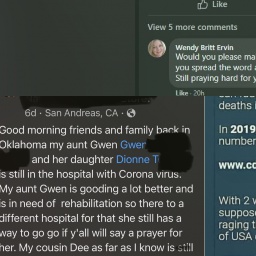 Like
View 5 more comments
Wendy Britt Ervin
Would you please ma
you spread the word a
Still praying hard for y
Like · 20h
6d · San Andreas, CA ·
Good morning friends and family back in
Oklahoma my aunt Gwen Gwe
and her daughter Dionne T
is still in the hospital with Corona virus.
My aunt Gwen is gooding a lot better and
is in need of rehabilitation so there to a
different hospital for that she still has a
way to go go if y'all will say a prayer for
her. My cousin Dee as far as I know is still
deaths i
In 2019
number
www.co
With 2 w
suppose
raging t
of USA